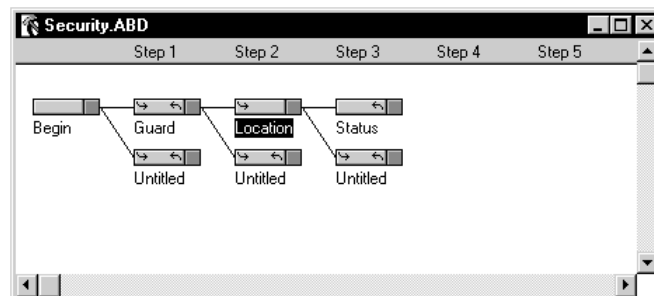 Security.ABD
Step 1 Step 2 Step 3 Step 4 Step 5
Begin Guard Location Status
Untitled Untitled Untitled